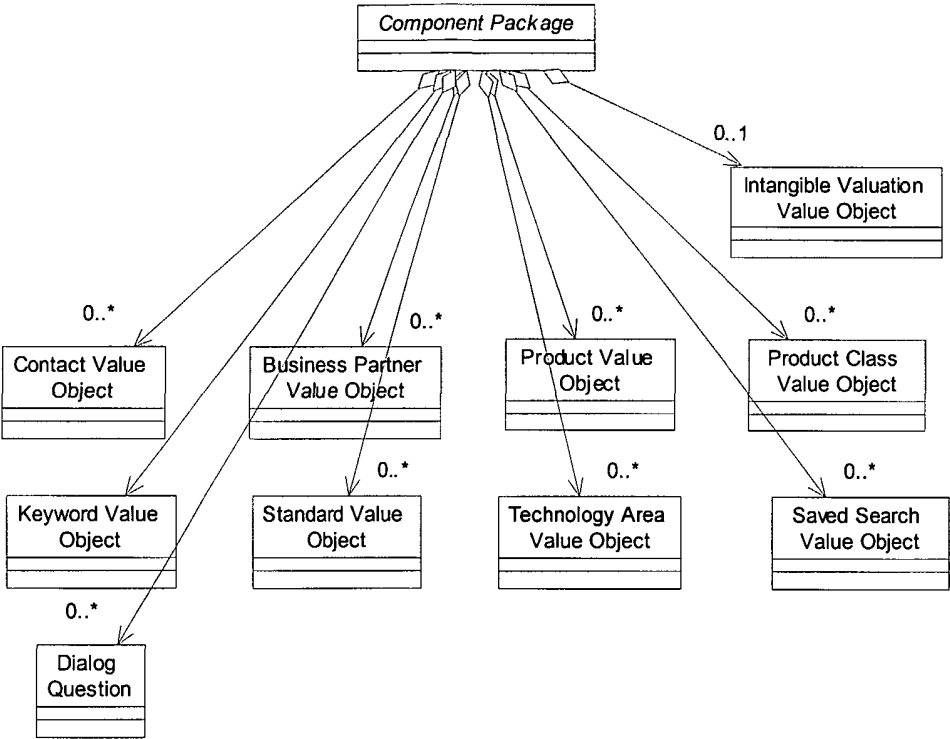 Component Package
0..1
Intangible Valuation
Value Object
0..*
0..*
0..*
0..*
Contact Value
Object
Business Partner
Value Object
Product Value
Object
Product Class
Value Object
0..*
0..*
0..*
Keyword Value
Object
Standard Value
Object
Technology Area
Value Object
Saved Search
Value Object
0..*
Dialog
Question